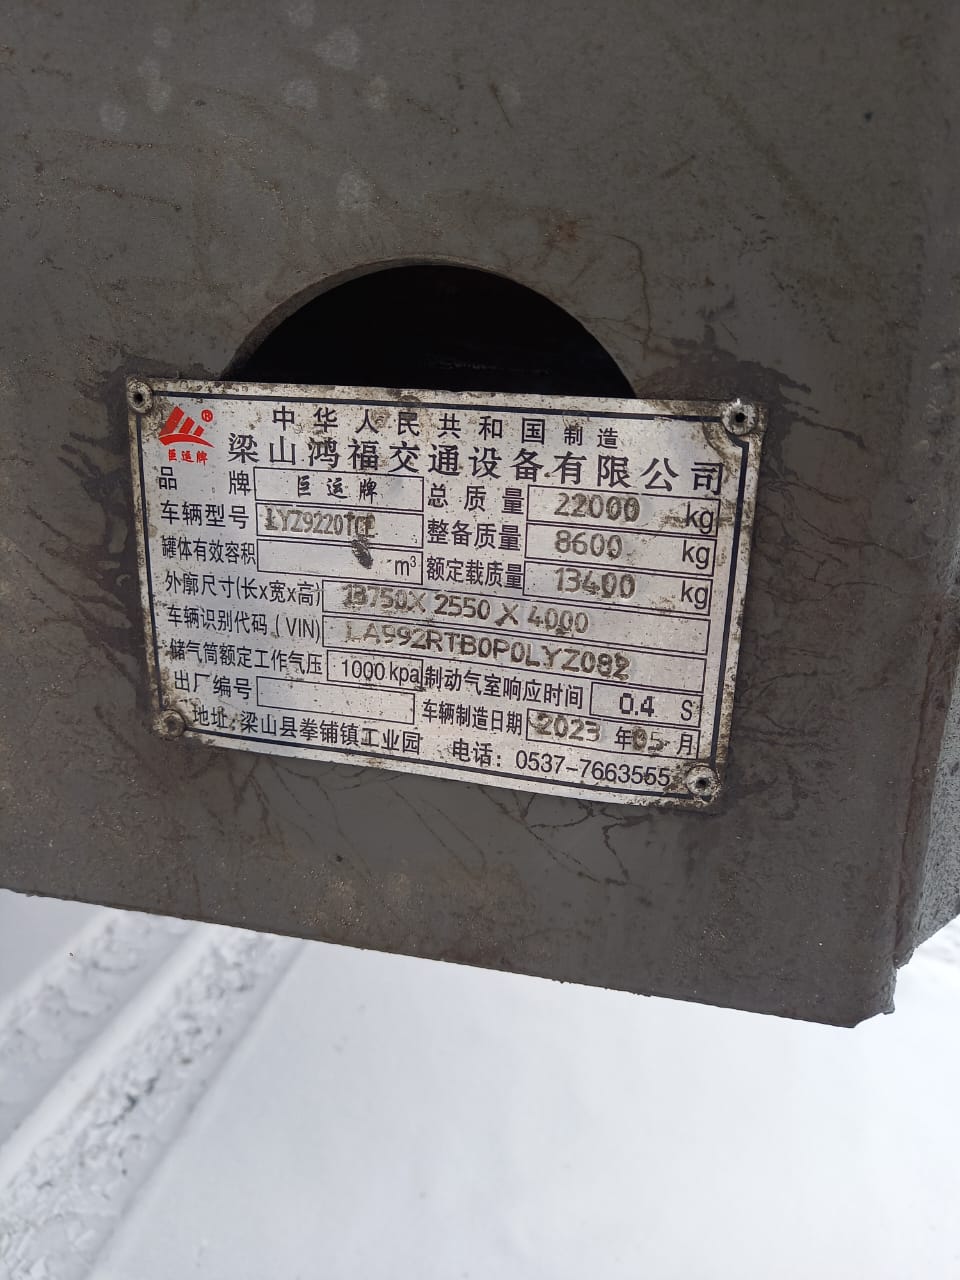 ® 中华人民共和国制造
巨运牌 梁山鸿福交通设备有限公司
品牌 巨运牌 总质量 22000 kg
车辆型号 LYZ9220TCL 整备质量 8600 kg
罐体有效容积 m³ 额定载质量 13400 kg
外廓尺寸(长x宽x高) 13750X 2550 X 4000
车辆识别代码(VIN) LA992RTB0P0LYZ082
储气筒额定工作气压 1000kpa 制动气室响应时间 0.4 S
出厂编号 车辆制造日期 2023 年 05 月
地址:梁山县拳铺镇工业园 电话: 0537-7663555